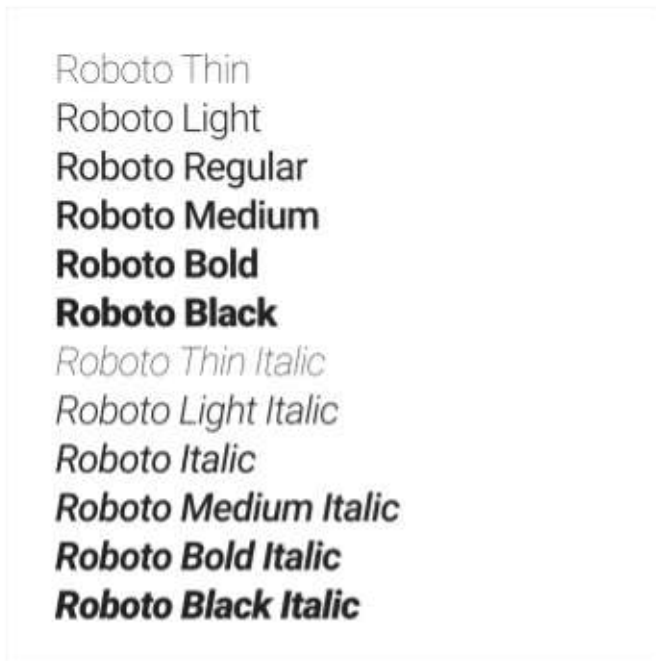 Roboto Thin
Roboto Light
Roboto Regular
Roboto Medium
Roboto Bold
Roboto Black
Roboto Thin Italic
Roboto Light Italic
Roboto Italic
Roboto Medium Italic
Roboto Bold Italic
Roboto Black Italic